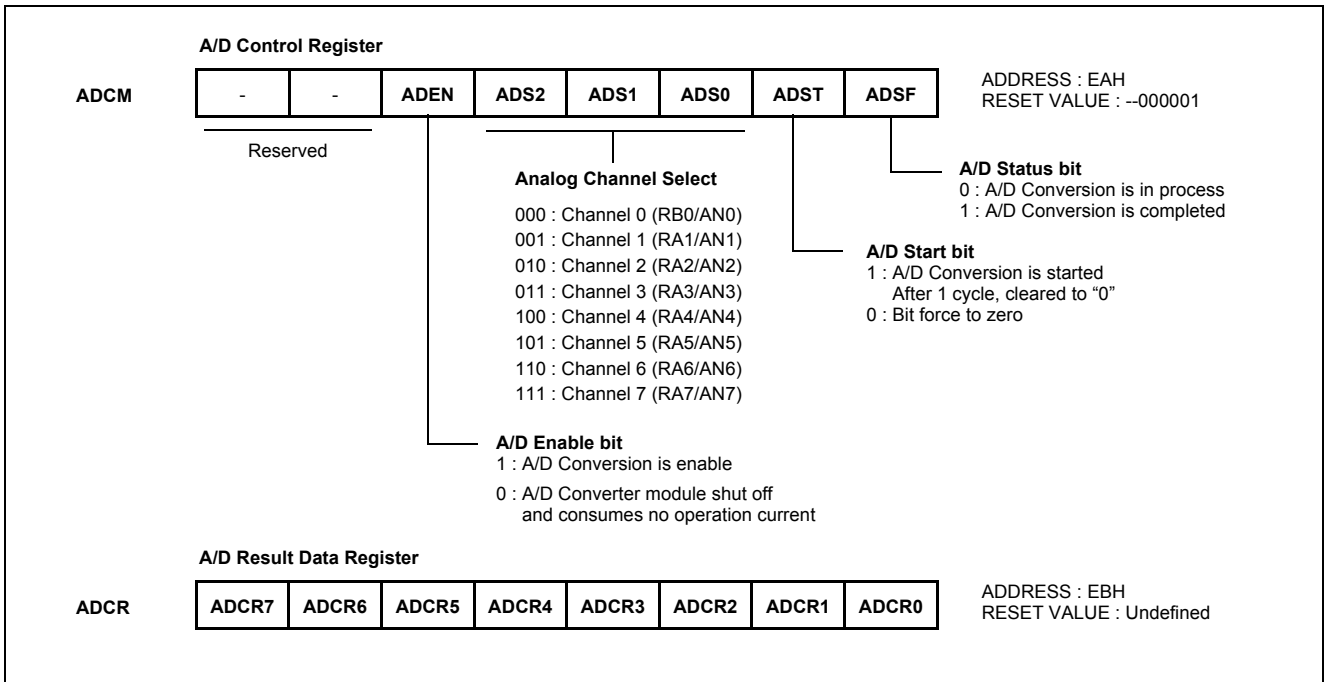 A/D Control Register
ADCM
- - ADEN ADS2 ADS1 ADS0 ADST ADSF
ADDRESS : EAH
RESET VALUE : --000001
Reserved
Analog Channel Select
000 : Channel 0 (RB0/AN0)
001 : Channel 1 (RA1/AN1)
010 : Channel 2 (RA2/AN2)
011 : Channel 3 (RA3/AN3)
100 : Channel 4 (RA4/AN4)
101 : Channel 5 (RA5/AN5)
110 : Channel 6 (RA6/AN6)
111 : Channel 7 (RA7/AN7)
A/D Status bit
0 : A/D Conversion is in process
1 : A/D Conversion is completed
A/D Start bit
1 : A/D Conversion is started
After 1 cycle, cleared to “0”
0 : Bit force to zero
A/D Enable bit
1 : A/D Conversion is enable
0 : A/D Converter module shut off
and consumes no operation current
A/D Result Data Register
ADCR
ADCR7 ADCR6 ADCR5 ADCR4 ADCR3 ADCR2 ADCR1 ADCR0
ADDRESS : EBH
RESET VALUE : Undefined